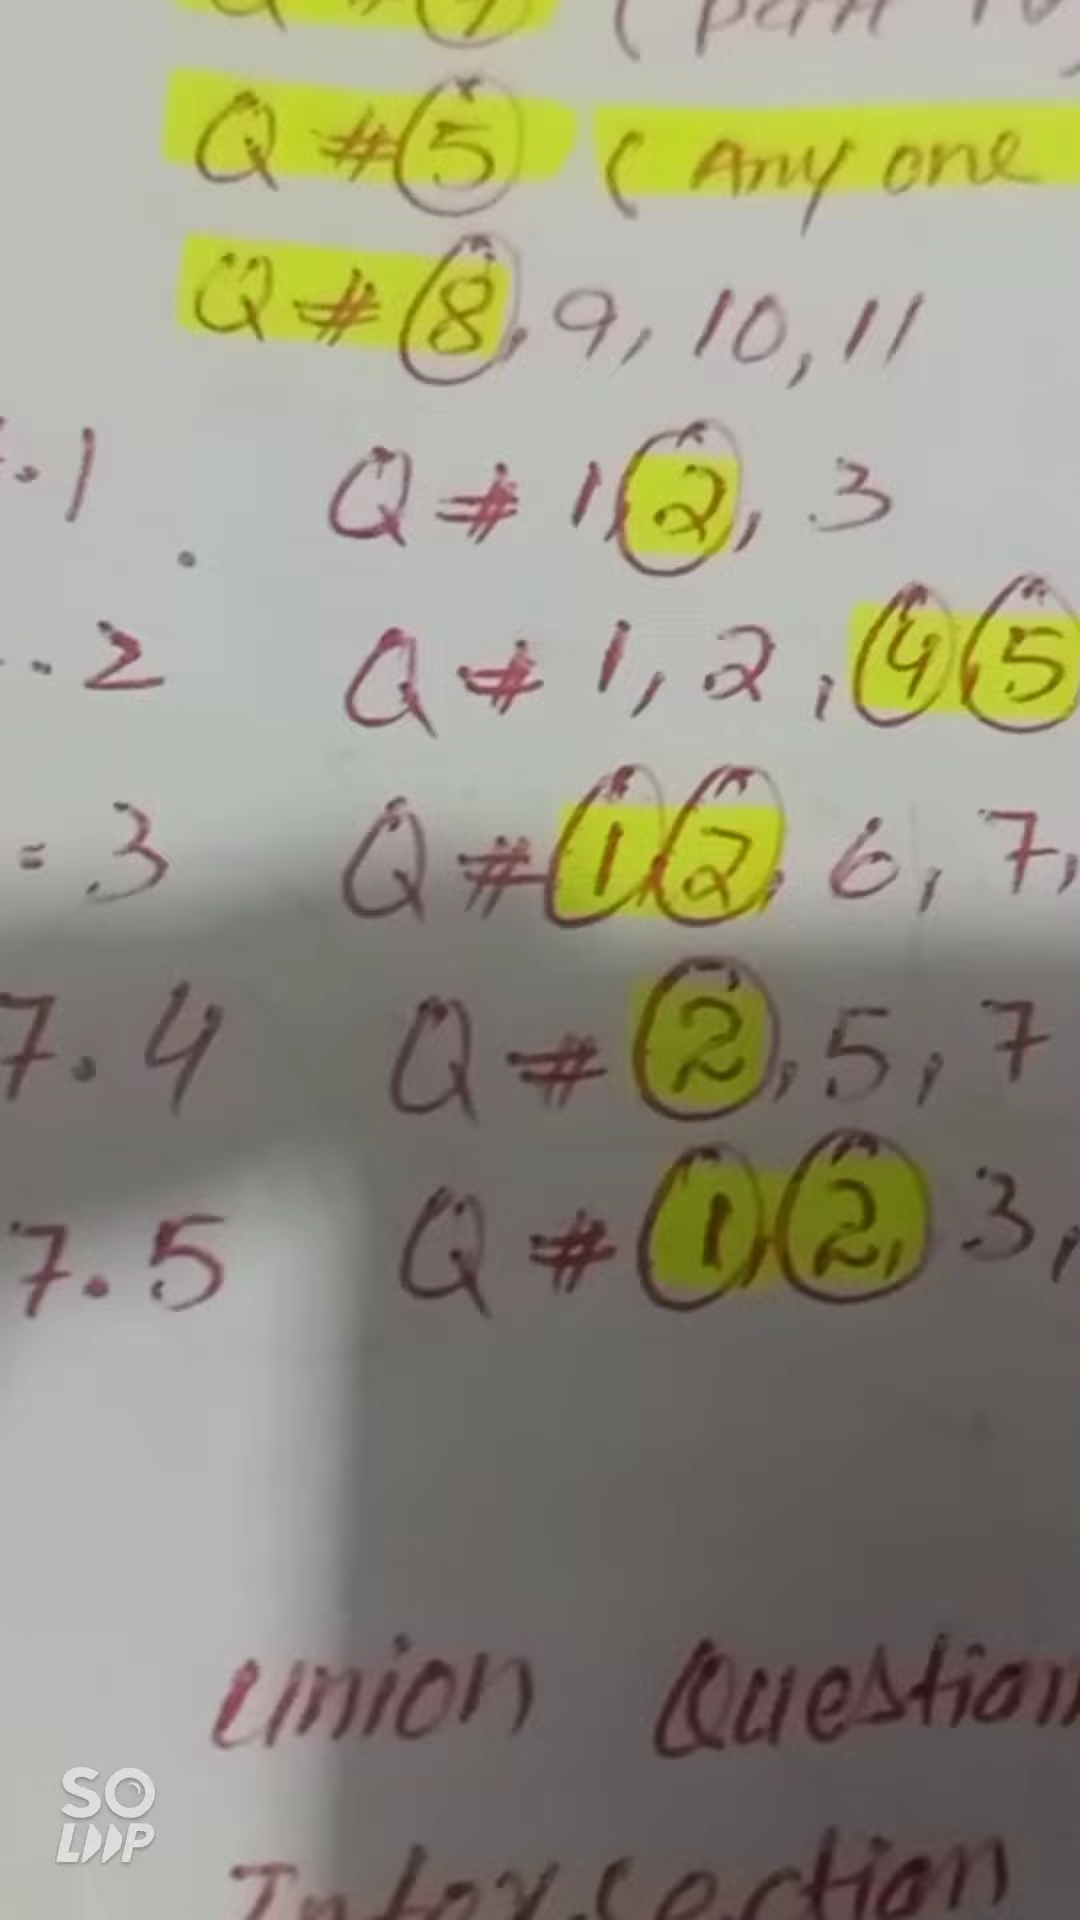 Q # 5 ( Any one
Q # 8, 9, 10, 11
.1 Q # 1, 2, 3
.2 Q # 1, 2, 4 5
= 3 Q # 1, 2, 6, 7,
7.4 Q # 2, 5, 7
7.5 Q # 1, 2, 3,
Union Question
Intersection
SO
LOOP